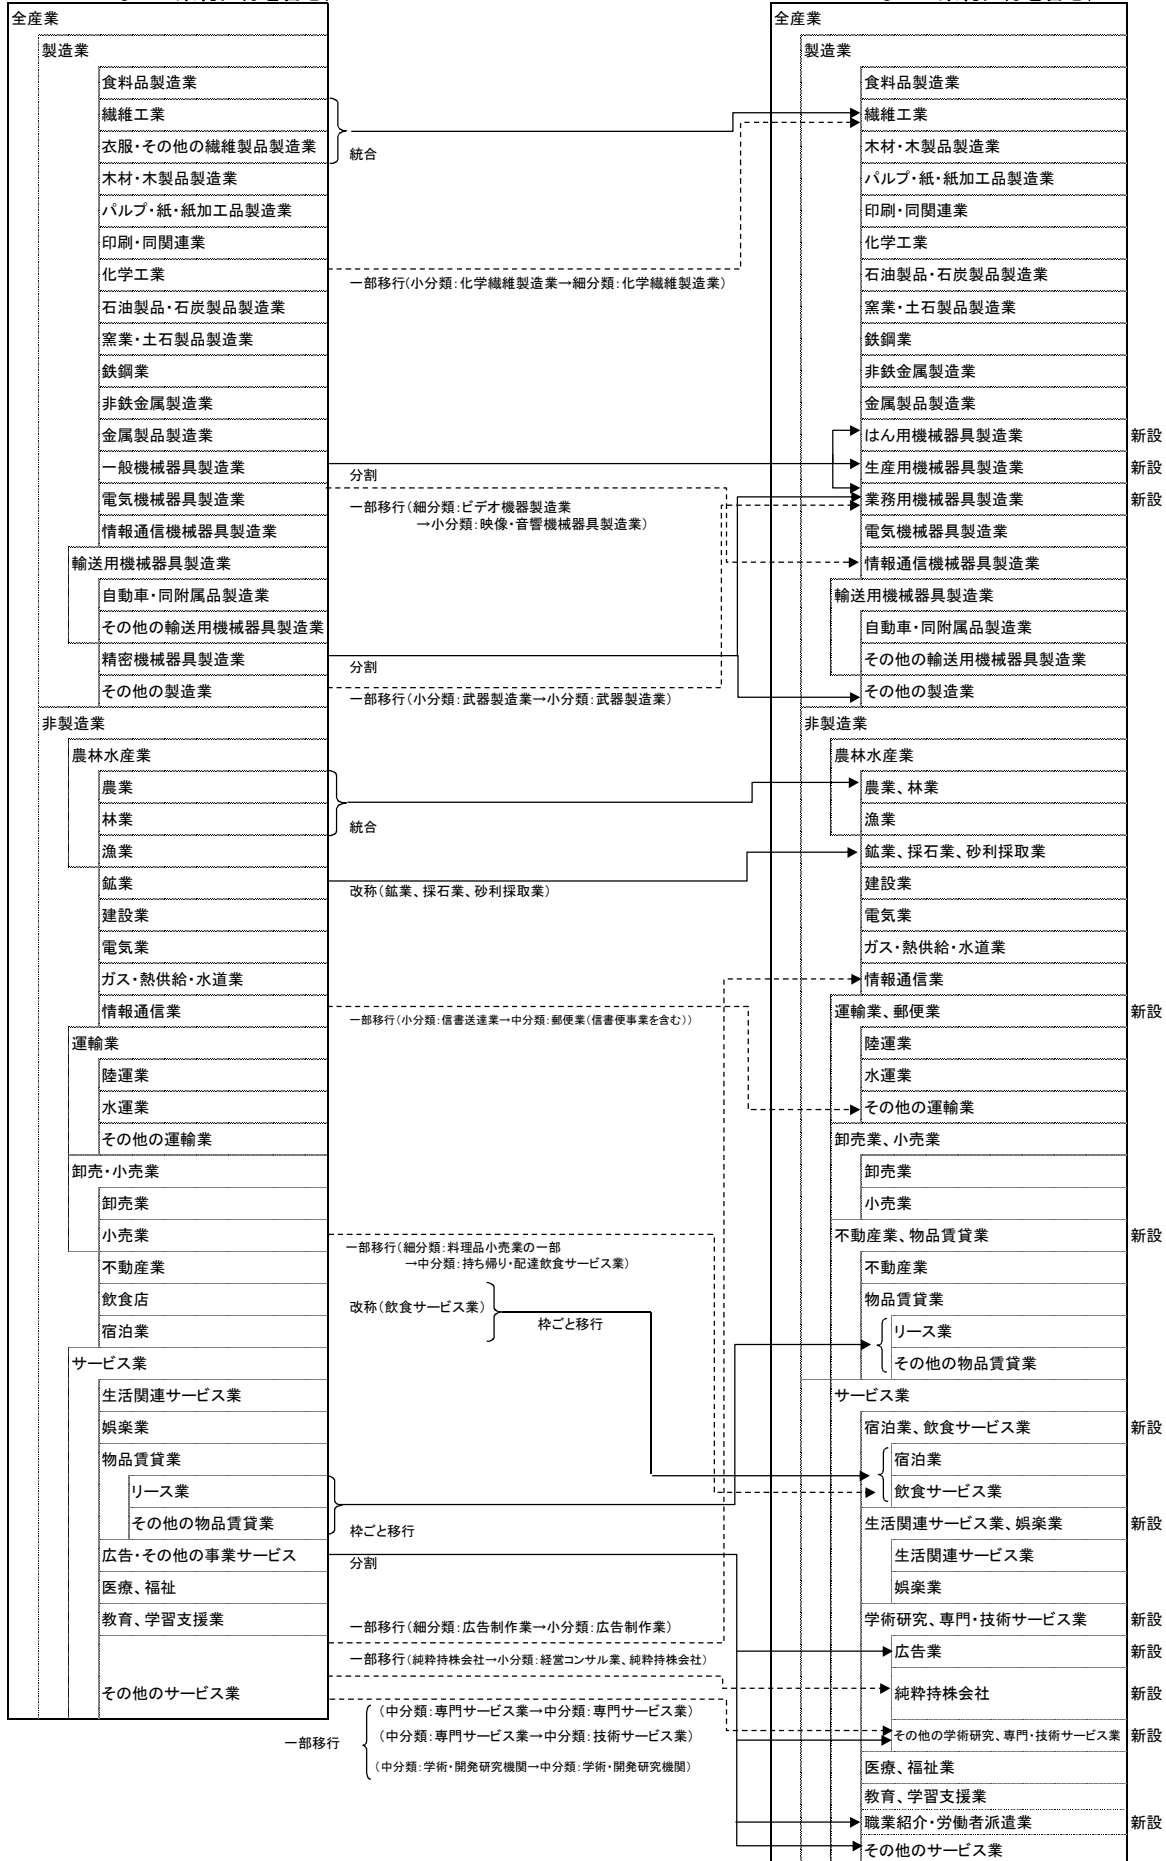 全産業
製造業
食料品製造業
繊維工業
衣服・その他の繊維製品製造業
木材・木製品製造業
パルプ・紙・紙加工品製造業
印刷・同関連業
化学工業
石油製品・石炭製品製造業
窯業・土石製品製造業
鉄鋼業
非鉄金属製造業
金属製品製造業
一般機械器具製造業
電気機械器具製造業
情報通信機械器具製造業
輸送用機械器具製造業
自動車・同附属品製造業
その他の輸送用機械器具製造業
精密機械器具製造業
その他の製造業
非製造業
農林水産業
農業
林業
漁業
鉱業
建設業
電気業
ガス・熱供給・水道業
情報通信業
運輸業
陸運業
水運業
その他の運輸業
卸売・小売業
卸売業
小売業
不動産業
飲食店
宿泊業
サービス業
生活関連サービス業
娯楽業
物品賃貸業
リース業
その他の物品賃貸業
広告・その他の事業サービス
医療、福祉
教育、学習支援業
その他のサービス業
統合
一部移行(小分類：化学繊維製造業→細分類：化学繊維製造業)
分割
一部移行(細分類：ビデオ機器製造業
→小分類：映像・音響機械器具製造業)
分割
一部移行(小分類：武器製造業→小分類：武器製造業)
統合
改称(鉱業、採石業、砂利採取業)
一部移行(小分類：信書送達業→中分類：郵便業(信書便事業を含む))
一部移行(細分類：料理品小売業の一部
→中分類：持ち帰り・配達飲食サービス業)
改称(飲食サービス業)
枠ごと移行
枠ごと移行
分割
一部移行(細分類：広告制作業→小分類：広告制作業)
一部移行(純粋持株会社→小分類：経営コンサル業、純粋持株会社)
一部移行
(中分類：専門サービス業→中分類：専門サービス業)
(中分類：専門サービス業→中分類：技術サービス業)
(中分類：学術・開発研究機関→中分類：学術・開発研究機関)
全産業
製造業
食料品製造業
繊維工業
木材・木製品製造業
パルプ・紙・紙加工品製造業
印刷・同関連業
化学工業
石油製品・石炭製品製造業
窯業・土石製品製造業
鉄鋼業
非鉄金属製造業
金属製品製造業
はん用機械器具製造業 新設
生産用機械器具製造業 新設
業務用機械器具製造業 新設
電気機械器具製造業
情報通信機械器具製造業
輸送用機械器具製造業
自動車・同附属品製造業
その他の輸送用機械器具製造業
その他の製造業
非製造業
農林水産業
農業、林業
漁業
鉱業、採石業、砂利採取業
建設業
電気業
ガス・熱供給・水道業
情報通信業
運輸業、郵便業 新設
陸運業
水運業
その他の運輸業
卸売業、小売業
卸売業
小売業
不動産業、物品賃貸業 新設
不動産業
物品賃貸業
リース業
その他の物品賃貸業
サービス業
宿泊業、飲食サービス業 新設
宿泊業
飲食サービス業
生活関連サービス業、娯楽業 新設
生活関連サービス業
娯楽業
学術研究、専門・技術サービス業 新設
広告業 新設
純粋持株会社 新設
その他の学術研究、専門・技術サービス業 新設
医療、福祉業
教育、学習支援業
職業紹介・労働者派遣業 新設
その他のサービス業